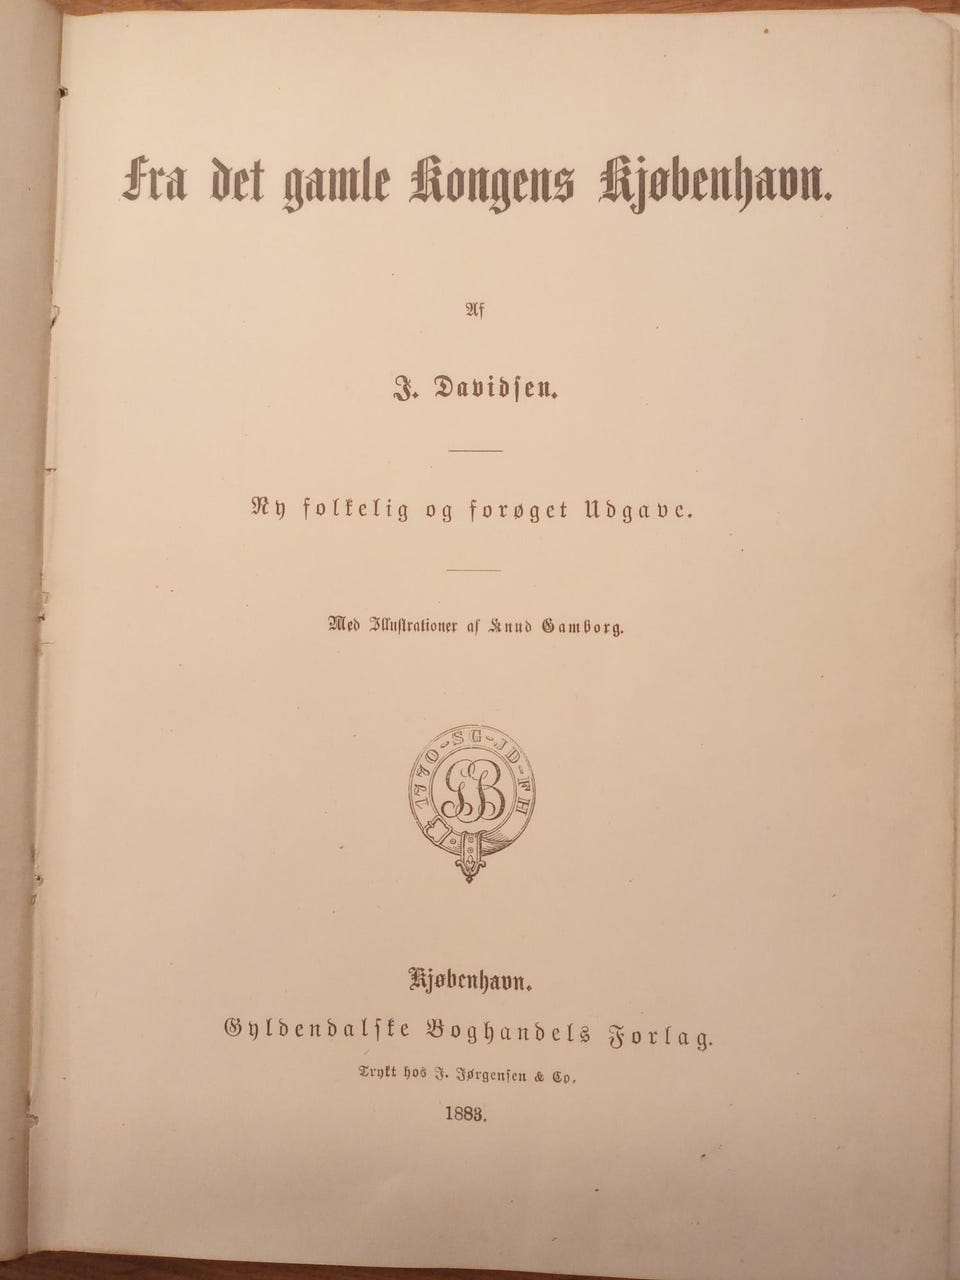 Fra det gamle Kongens Kjøbenhavn.
Af
J. Davidsen.
Ny folkelig og forøget Udgave.
Med Illustrationer af Knud Gamborg.
1770-SG-JD-FH
GB
Kjøbenhavn.
Gyldendalske Boghandels Forlag.
Trykt hos J. Jørgensen & Co.
1883.